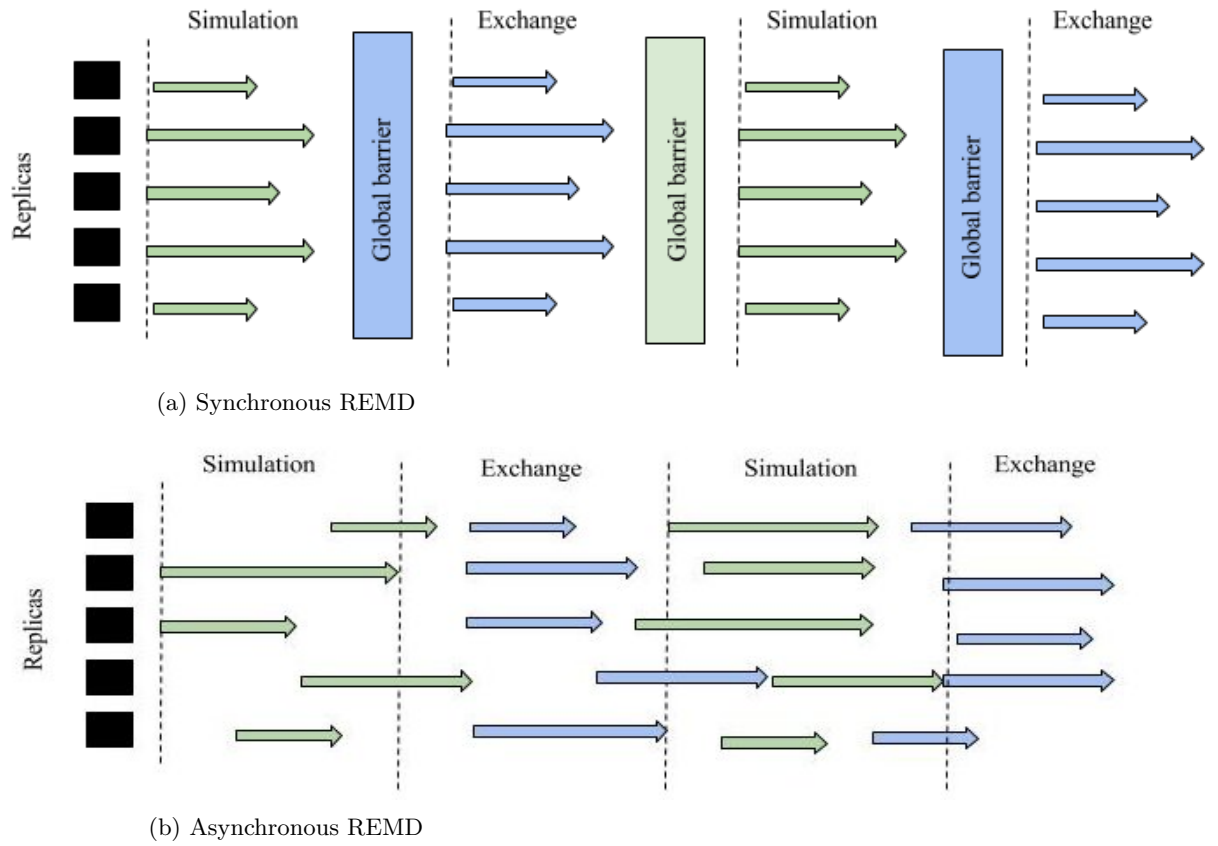 Simulation
Exchange
Simulation
Exchange
Replicas
Global barrier
Global barrier
Global barrier
(a) Synchronous REMD
Simulation
Exchange
Simulation
Exchange
Replicas
(b) Asynchronous REMD